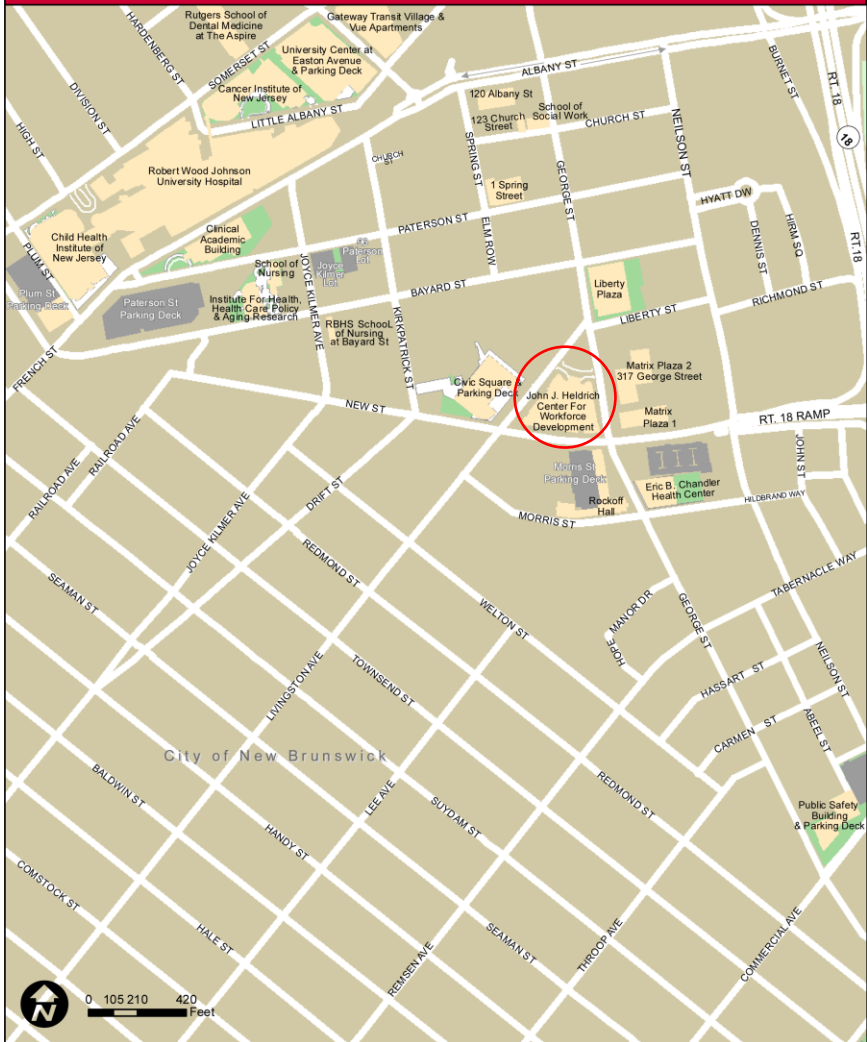 Rutgers School of
Dental Medicine
at The Aspire
Gateway Transit Village &
Vue Apartments
HARDENBERG ST
SOMERSET ST
University Center at
Easton Avenue
& Parking Deck
ALBANY ST
BURNET ST
RT. 18
DIVISION ST
HIGH ST
Cancer Institute of
New Jersey
LITTLE ALBANY ST
120 Albany St
123 Church
Street
School of
Social Work
CHURCH ST
NEILSON ST
18
SPRING ST
GEORGE ST
CHURCH
ST
Robert Wood Johnson
University Hospital
1 Spring
Street
HYATT DW
PATERSON ST
ELM ROW
DENNIS ST
HIRM SQ
RT.18
Child Health
Institute of
New Jersey
PLUM ST
Clinical
Academic
Building
Paterson
Lot
Joyce
Kilmer
Lot
School of
Nursing
JOYCE KILMER AVE
BAYARD ST
Liberty
Plaza
LIBERTY ST
RICHMOND ST
Plum St
Parking Deck
Paterson St
Parking Deck
Institute For Health,
Health Care Policy
& Aging Research
KIRKPATRICK ST
RBHS SchooL
of Nursing
at Bayard St
FRENCH ST
NEW ST
Civic Square &
Parking Deck
John J. Heldrich
Center For
Workforce
Development
Matrix Plaza 2
317 George Street
Matrix
Plaza 1
RT. 18 RAMP
RAILROAD AVE
RAILROAD AVE
JOHN ST
Morris St
Parking Deck
Eric B. Chandler
Health Center
HILDBRAND WAY
Rockoff
Hall
MORRIS ST
DRIFT ST
JOYCE KILMER AVE
REDMOND ST
SEAMAN ST
WELTON ST
HOPE
MANOR DR
GEORGE ST
TABERNACLE WAY
LIVINGSTON AVE
TOWNSEND ST
HASSART ST
NEILSON ST
CARMEN ST
ABEEL ST
City of New Brunswick
BALDWIN ST
LEE AVE
SUYDAM ST
REDMOND ST
HANDY ST
Public Safety
Building
& Parking Deck
COMSTOCK ST
HALE ST
REMSEN AVE
SEAMAN ST
THROOP AVE
COMMERCIAL AVE
N
0 105 210 420
Feet